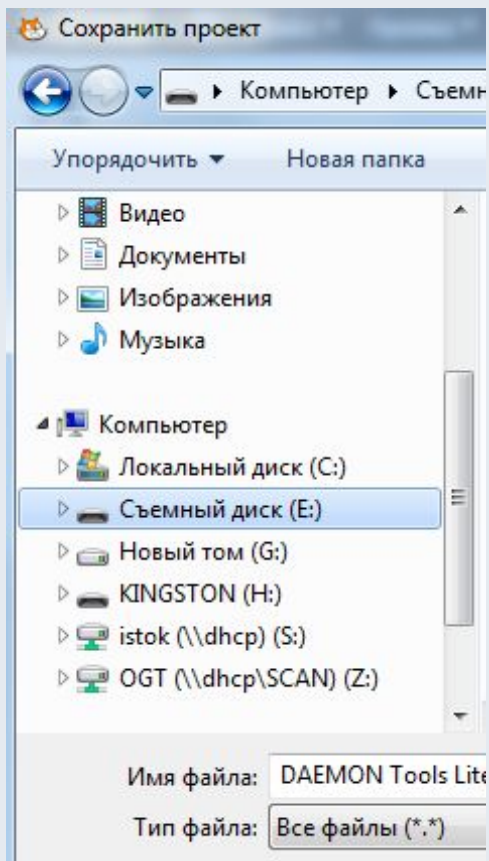 Сохранить проект
Компьютер Съемн
Упорядочить Новая папка
Видео
Документы
Изображения
Музыка
Компьютер
Локальный диск (C:)
Съемный диск (E:)
Новый том (G:)
KINGSTON (H:)
istok (\\dhcp) (S:)
OGT (\\dhcp\SCAN) (Z:)
Имя файла: DAEMON Tools Lite
Тип файла: Все файлы (*.*)